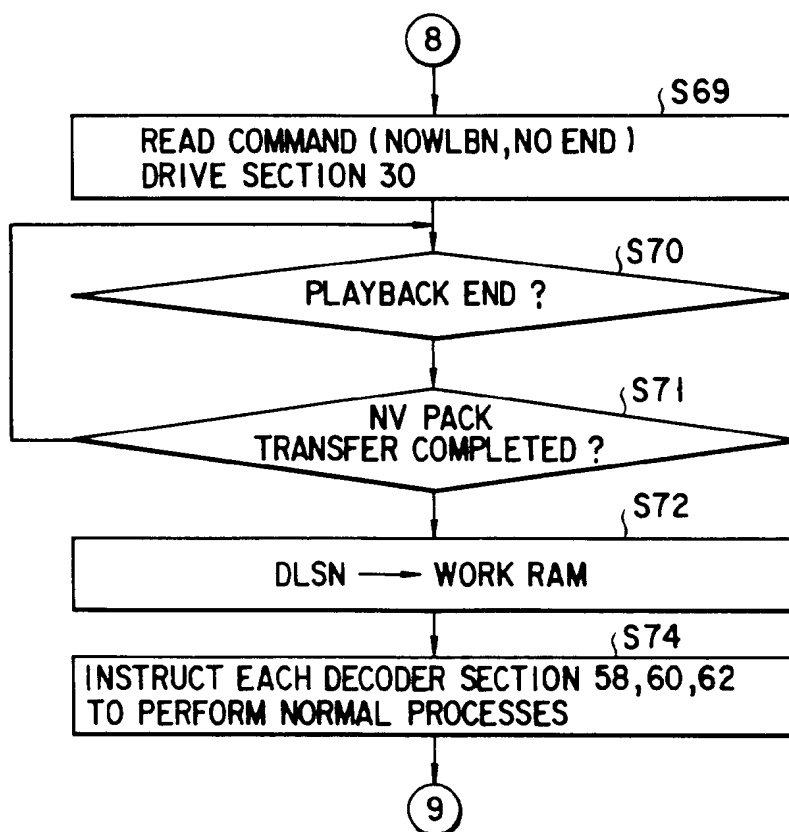 8
S69
READ COMMAND (NOWLBN, NO END)
DRIVE SECTION 30
S70
PLAYBACK END ?
S71
NV PACK
TRANSFER COMPLETED ?
S72
DLSN → WORK RAM
S74
INSTRUCT EACH DECODER SECTION 58, 60, 62
TO PERFORM NORMAL PROCESSES
9